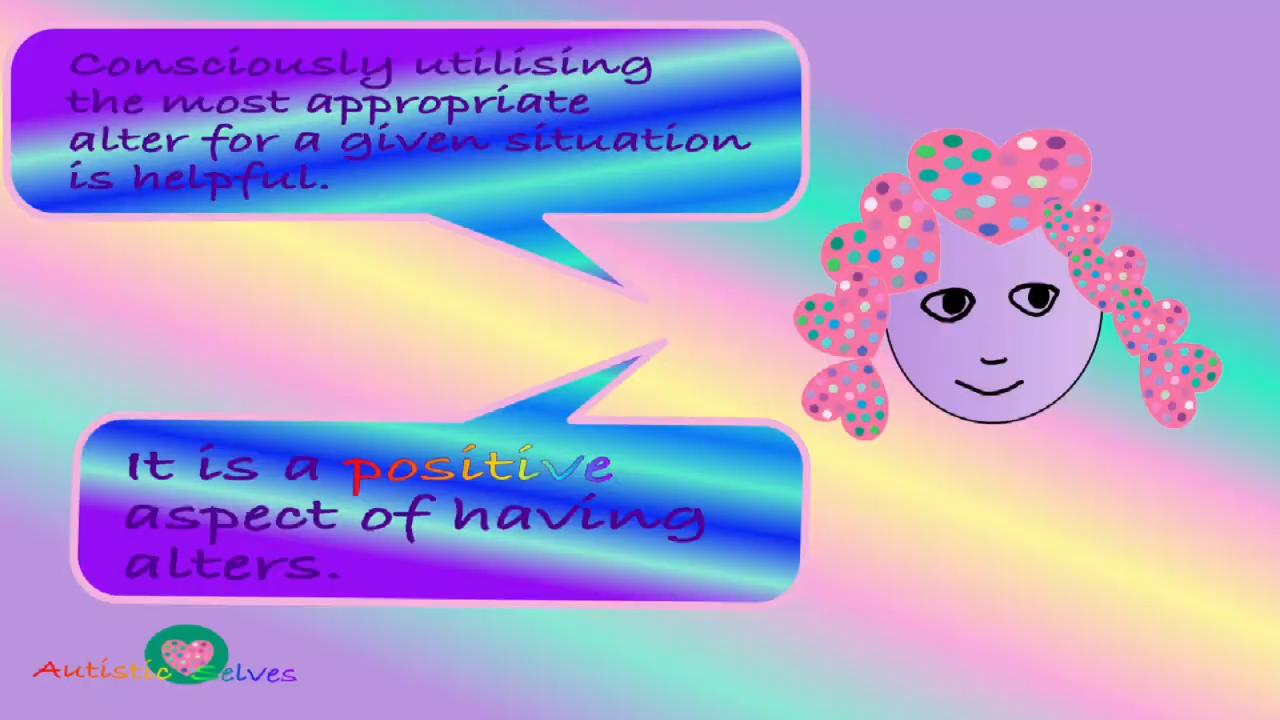 Consciously utilising
the most appropriate
alter for a given situation
is helpful.
It is a positive
aspect of having
alters.
Autistic Selves